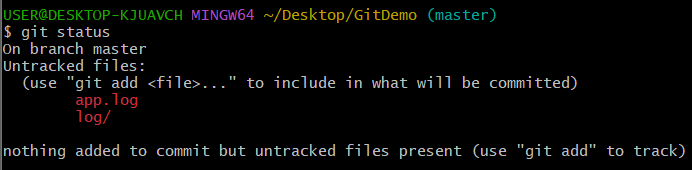 USER@DESKTOP-KJUAVCH MINGW64 ~/Desktop/GitDemo (master)
$ git status
On branch master
Untracked files:
  (use "git add <file>..." to include in what will be committed)
        app.log
        log/

nothing added to commit but untracked files present (use "git add" to track)